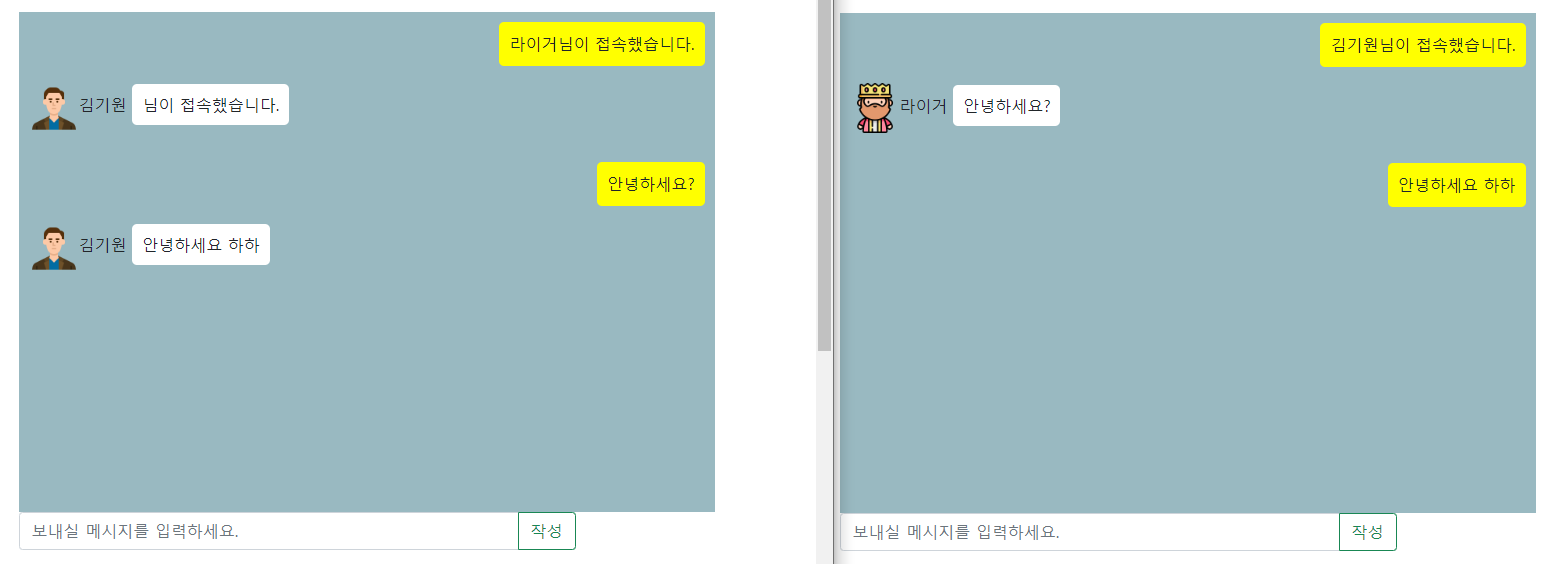 라이거님이 접속했습니다.
김기원 님이 접속했습니다.
안녕하세요?
김기원 안녕하세요 하하
보내실 메시지를 입력하세요. 작성
김기원님이 접속했습니다.
라이거 안녕하세요?
안녕하세요 하하
보내실 메시지를 입력하세요. 작성